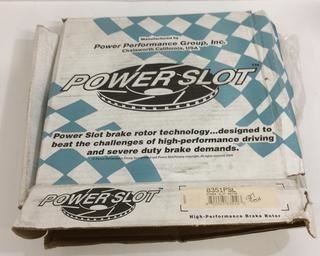 Manufactured by
Power Performance Group, Inc.
Chatsworth California, USA
POWER SLOT
TM
Power Slot brake rotor technology...designed to
beat the challenges of high-performance driving
and severe duty brake demands.
POWER SLOT
8351PSL
High-Performance Brake Rotor